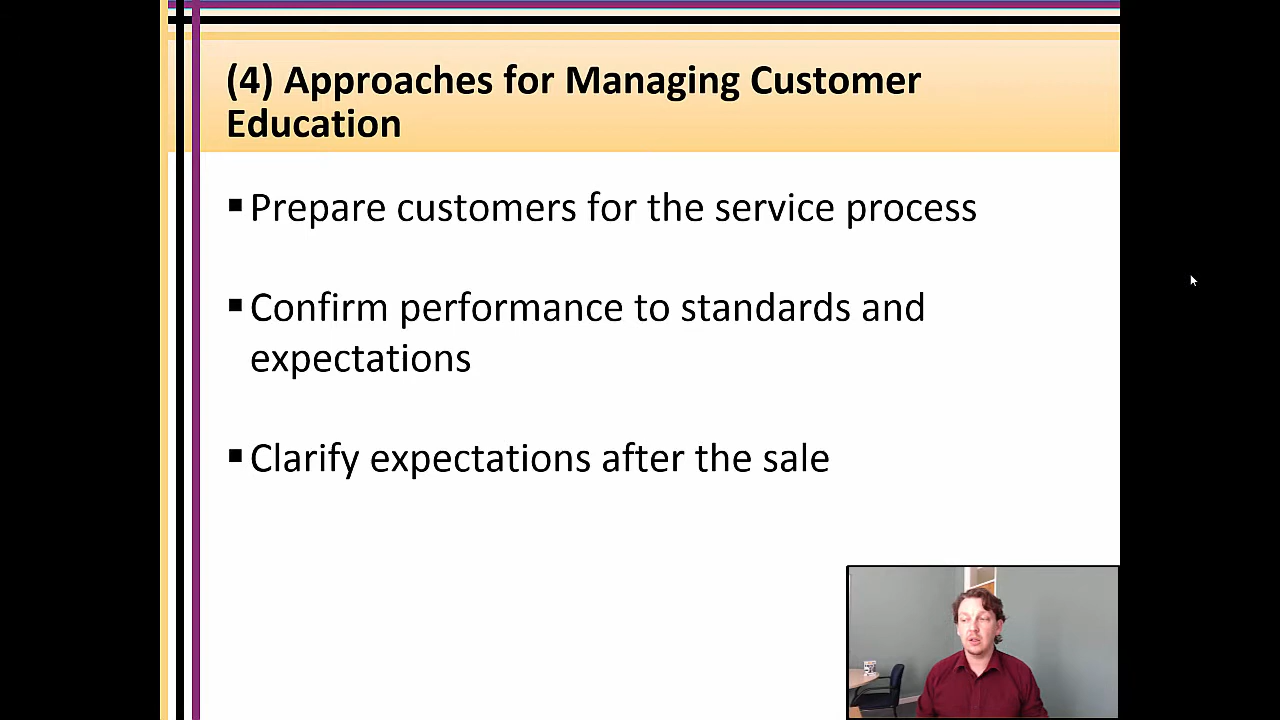 (4) Approaches for Managing Customer
Education
▪Prepare customers for the service process
▪Confirm performance to standards and
expectations
▪Clarify expectations after the sale